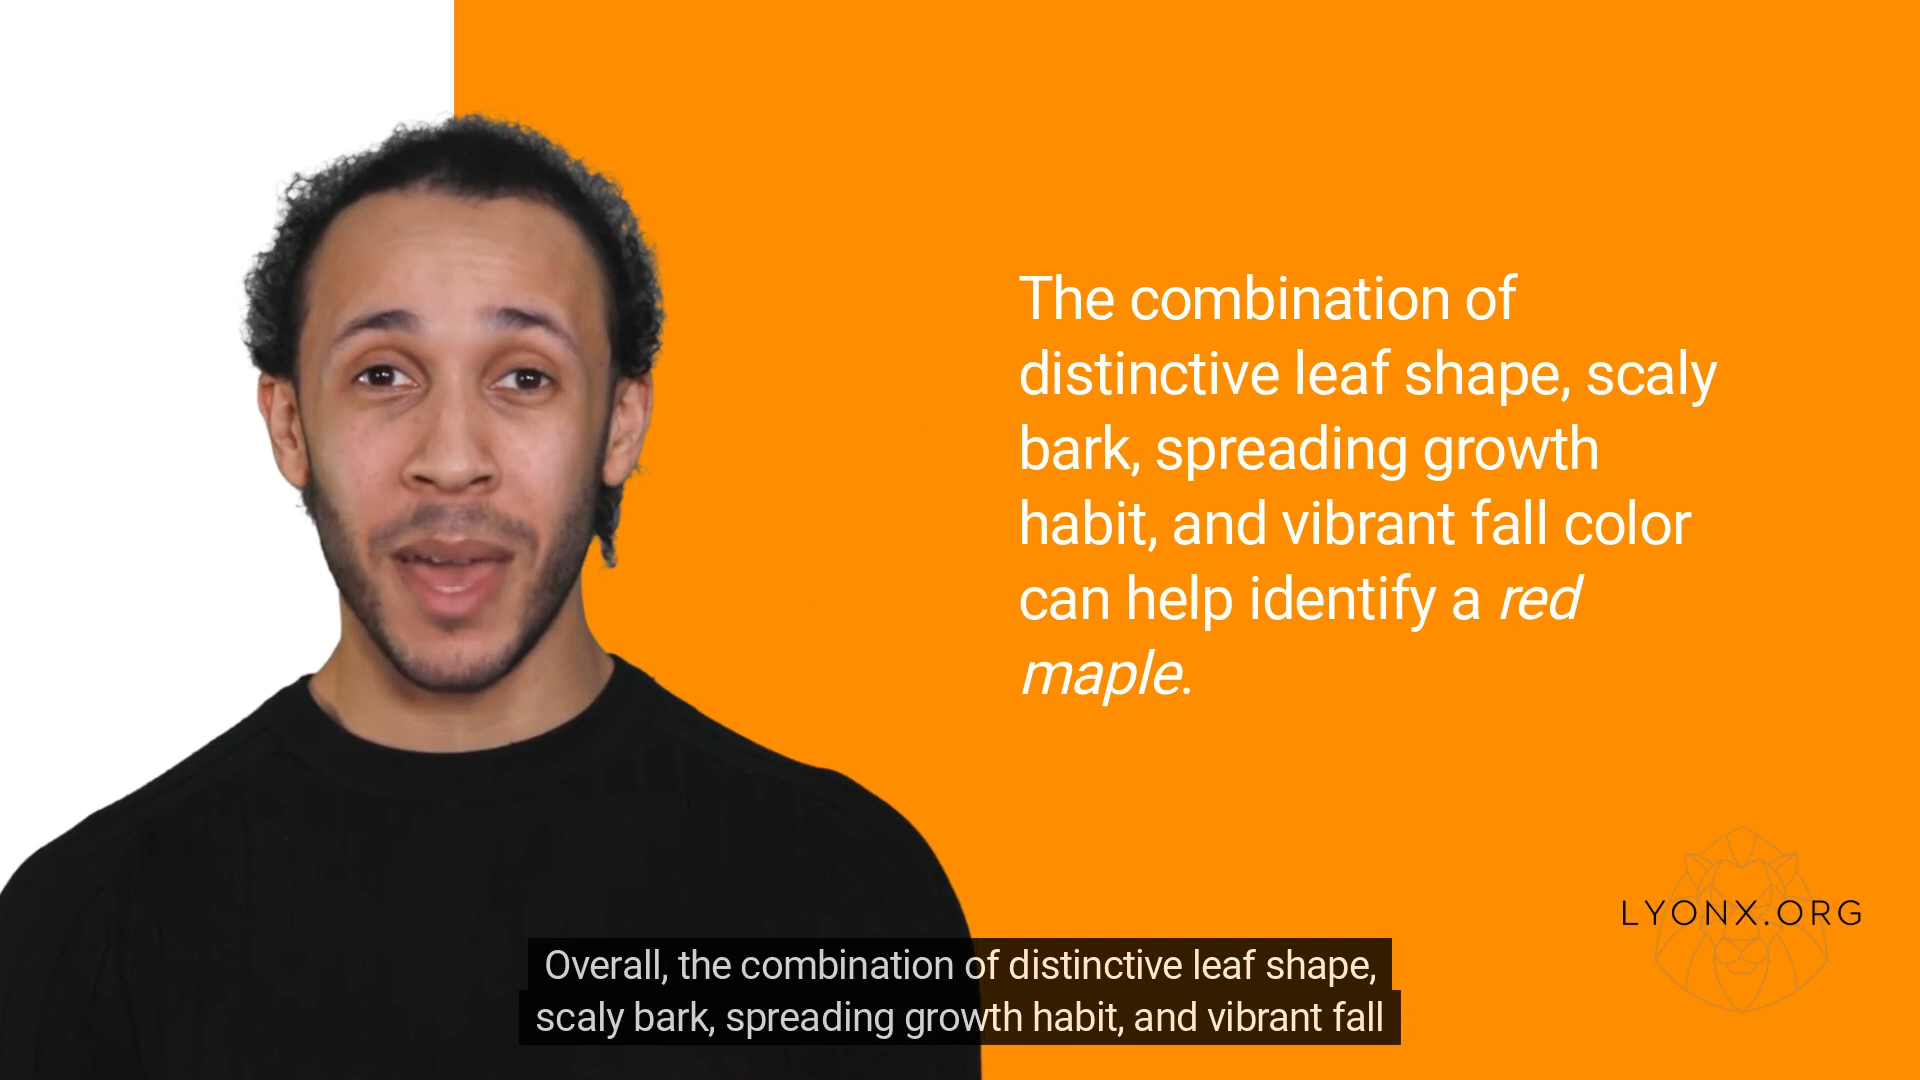 The combination of
distinctive leaf shape, scaly
bark, spreading growth
habit, and vibrant fall color
can help identify a red
maple.
LYONX.ORG
Overall, the combination of distinctive leaf shape,
scaly bark, spreading growth habit, and vibrant fall